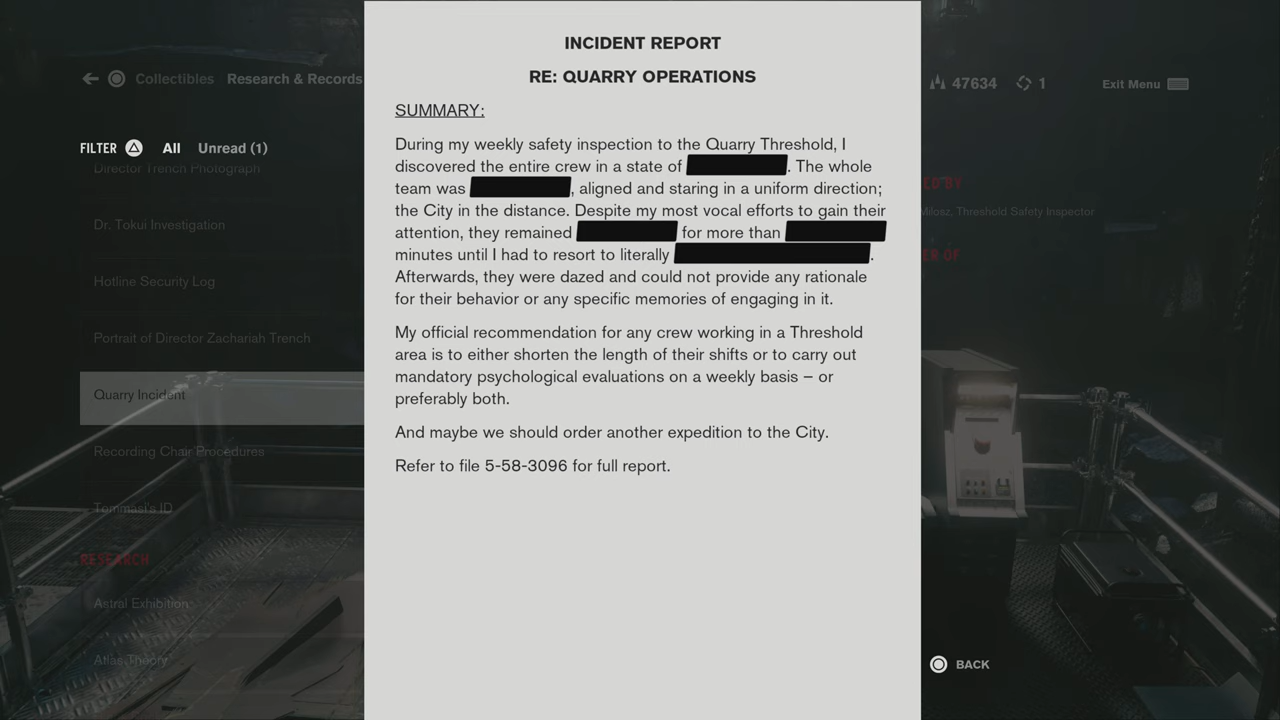 INCIDENT REPORT
RE: QUARRY OPERATIONS
SUMMARY:
During my weekly safety inspection to the Quarry Threshold, I
discovered the entire crew in a state of . The whole
team was , aligned and staring in a uniform direction;
the City in the distance. Despite my most vocal efforts to gain their
attention, they remained for more than
minutes until I had to resort to literally .
Afterwards, they were dazed and could not provide any rationale
for their behavior or any specific memories of engaging in it.
My official recommendation for any crew working in a Threshold
area is to either shorten the length of their shifts or to carry out
mandatory psychological evaluations on a weekly basis – or
preferably both.
And maybe we should order another expedition to the City.
Refer to file 5-58-3096 for full report.
Collectibles Research & Records
47634 1 Exit Menu
FILTER All Unread (1)
Director Trench Photograph
Dr. Tokui Investigation
Hotline Security Log
Portrait of Director Zachariah Trench
Quarry Incident
Recording Chair Procedures
Tommasi's ID
RESEARCH
Astral Exhibition
Atlas Theory
BY
Milosz, Threshold Safety Inspector
OF
BACK